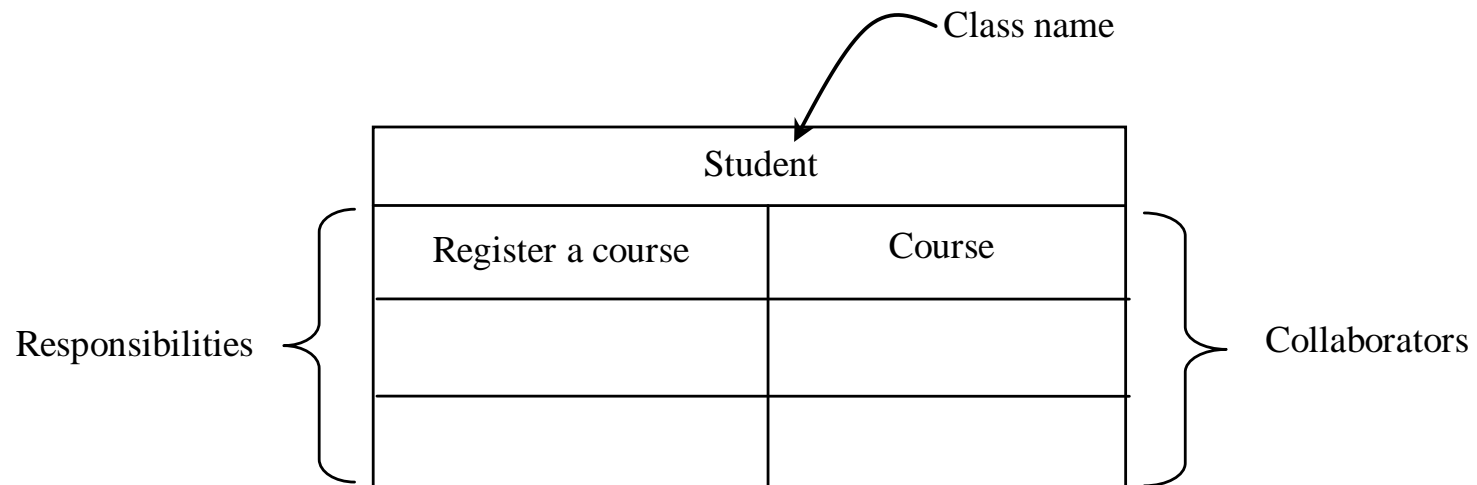 Class name
Student
Register a course
Course
Responsibilities
Collaborators